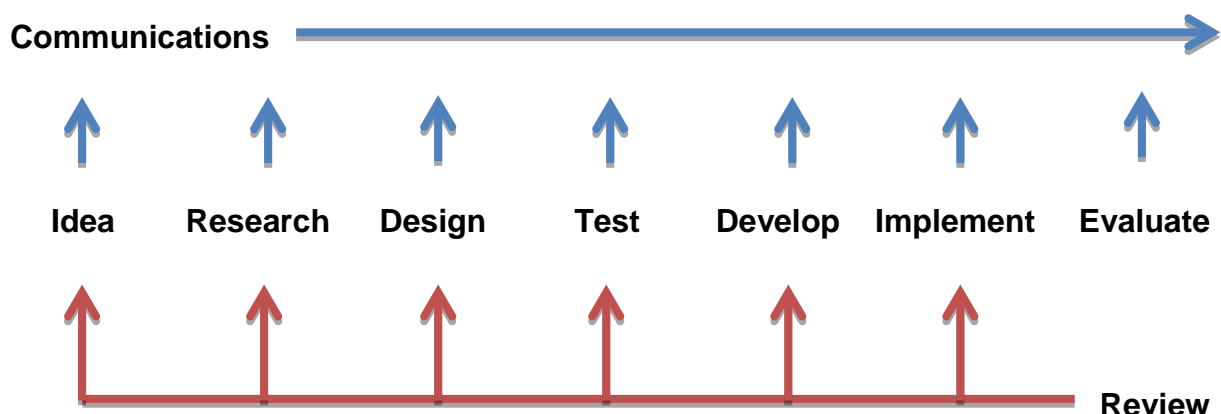 Communications
Idea Research Design Test Develop Implement Evaluate
Review